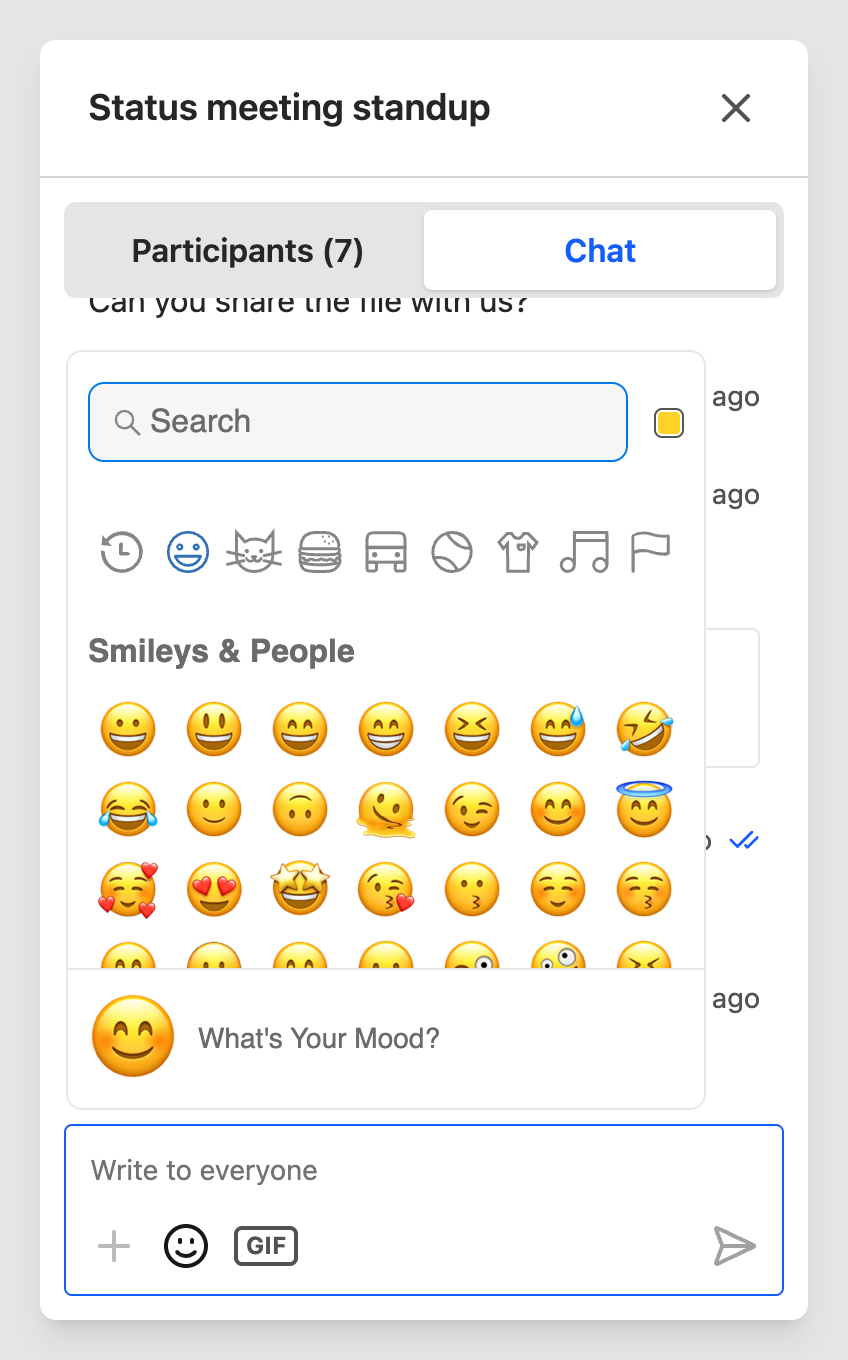 Status meeting standup
Participants (7)
Chat
Can you share the file with us?
ago
Search
ago
Smileys & People
ago
What's Your Mood?
Write to everyone
GIF